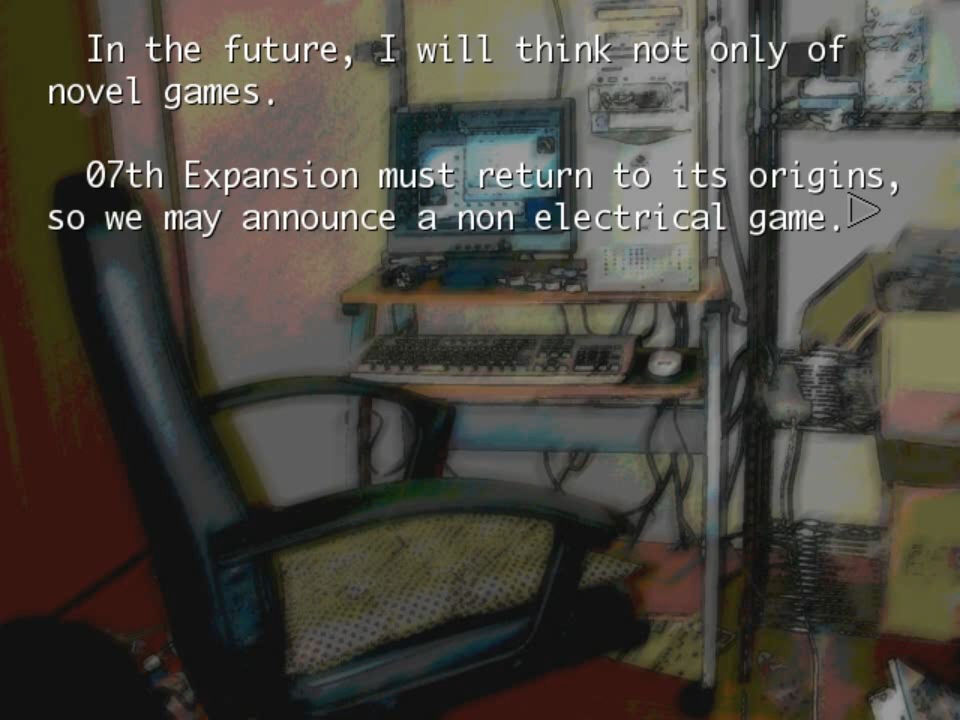 In the future, I will think not only of
novel games.
07th Expansion must return to its origins,
so we may announce a non electrical game.